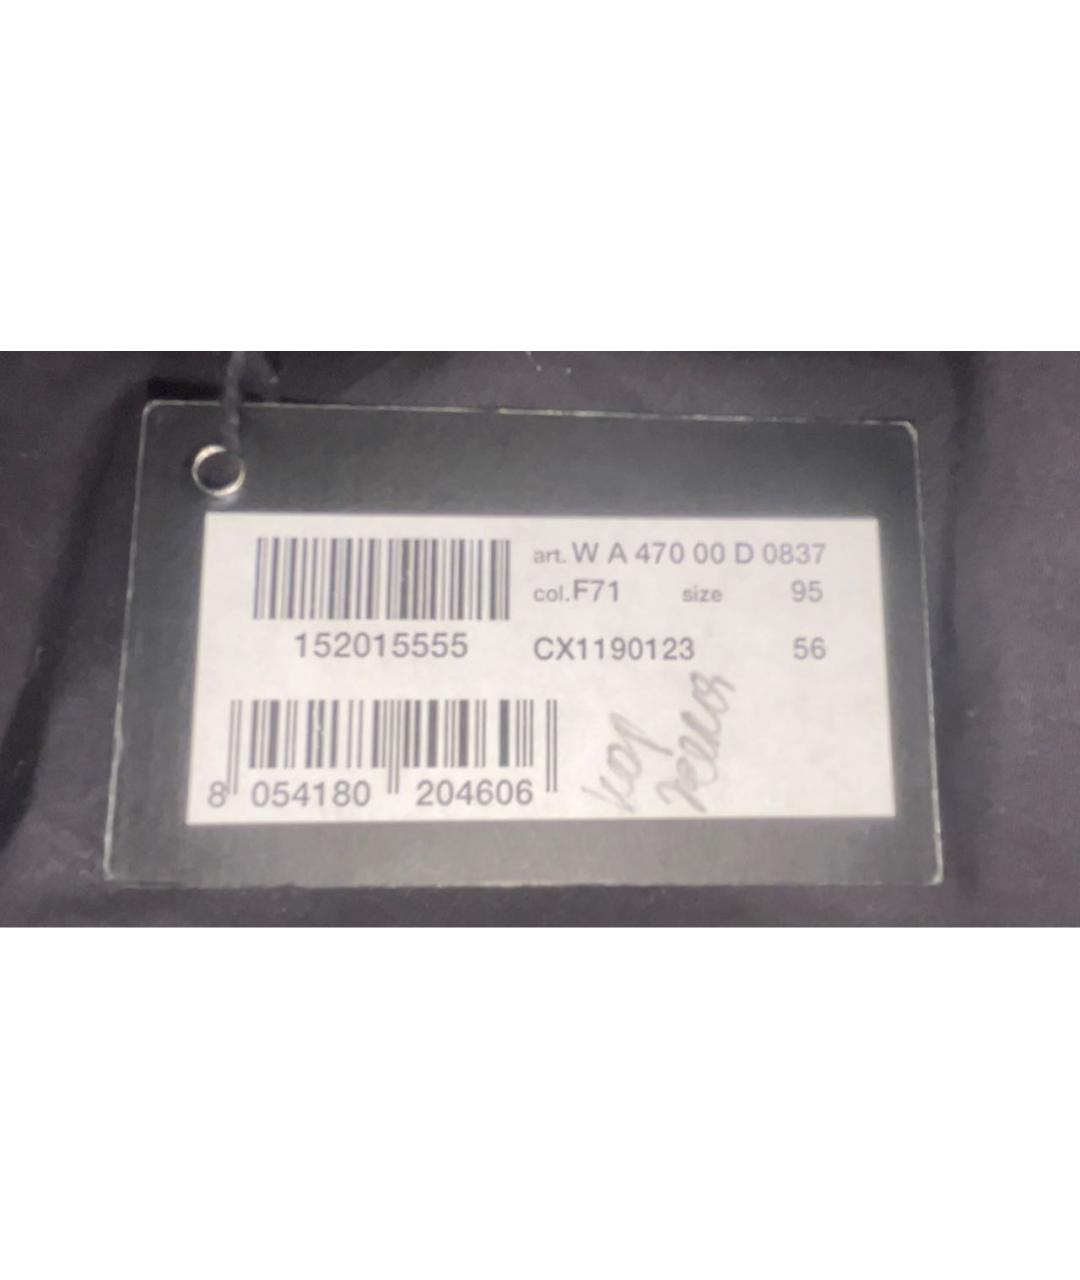 art. W A 470 00 D 0837
col. F71 size 95
152015555
CX1190123 56
8 054180 204606